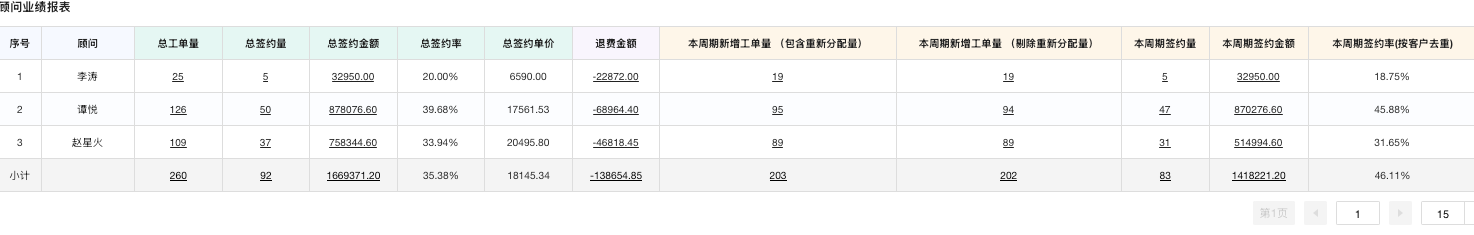 顾问业绩报表
序号 顾问 总工单量 总签约量 总签约金额 总签约率 总签约单价 退费金额 本周期新增工单量 （包含重新分配量） 本周期新增工单量 （剔除重新分配量） 本周期签约量 本周期签约金额 本周期签约率(按客户去重)
1 李涛 25 5 32950.00 20.00% 6590.00 -22872.00 19 19 5 32950.00 18.75%
2 谭悦 126 50 878076.60 39.68% 17561.53 -68964.40 95 94 47 870276.60 45.88%
3 赵星火 109 37 758344.60 33.94% 20495.80 -46818.45 89 89 31 514994.60 31.65%
小计 260 92 1669371.20 35.38% 18145.34 -138654.85 203 202 83 1418221.20 46.11%
第1页 1 15